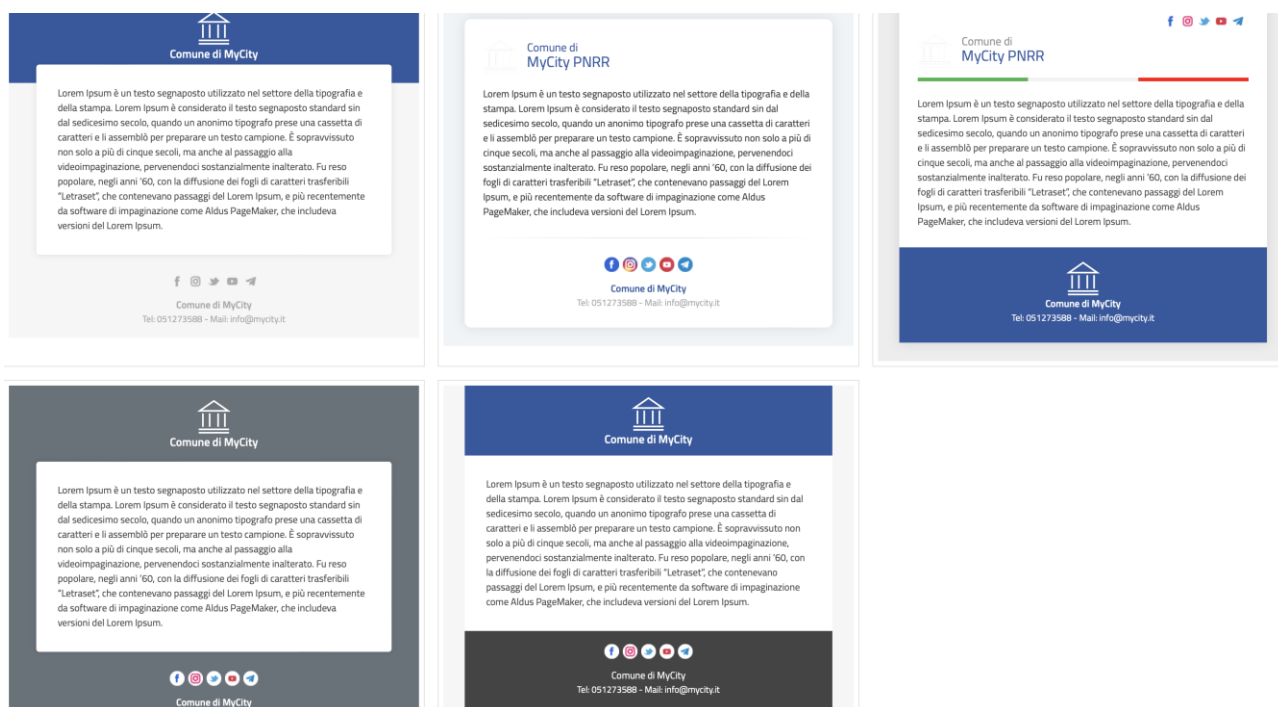 Comune di MyCity
Lorem Ipsum è un testo segnaposto utilizzato nel settore della tipografia e
della stampa. Lorem Ipsum è considerato il testo segnaposto standard sin
dal sedicesimo secolo, quando un anonimo tipografo prese una cassetta di
caratteri e li assemblò per preparare un testo campione. È sopravvissuto
non solo a più di cinque secoli, ma anche al passaggio alla
videoimpaginazione, pervenendoci sostanzialmente inalterato. Fu reso
popolare, negli anni ’60, con la diffusione dei fogli di caratteri trasferibili
“Letraset”, che contenevano passaggi del Lorem Ipsum, e più recentemente
da software di impaginazione come Aldus PageMaker, che includeva
versioni del Lorem Ipsum.
Comune di MyCity
Tel: 051273588 - Mail: info@mycity.it
Comune di
MyCity PNRR
Lorem Ipsum è un testo segnaposto utilizzato nel settore della tipografia e della
stampa. Lorem Ipsum è considerato il testo segnaposto standard sin dal
sedicesimo secolo, quando un anonimo tipografo prese una cassetta di caratteri
e li assemblò per preparare un testo campione. È sopravvissuto non solo a più di
cinque secoli, ma anche al passaggio alla videoimpaginazione, pervenendoci
sostanzialmente inalterato. Fu reso popolare, negli anni ’60, con la diffusione dei
fogli di caratteri trasferibili “Letraset”, che contenevano passaggi del Lorem
Ipsum, e più recentemente da software di impaginazione come Aldus
PageMaker, che includeva versioni del Lorem Ipsum.
Comune di MyCity
Tel: 051273588 - Mail: info@mycity.it
Comune di
MyCity PNRR
Lorem Ipsum è un testo segnaposto utilizzato nel settore della tipografia e della
stampa. Lorem Ipsum è considerato il testo segnaposto standard sin dal
sedicesimo secolo, quando un anonimo tipografo prese una cassetta di caratteri
e li assemblò per preparare un testo campione. È sopravvissuto non solo a più di
cinque secoli, ma anche al passaggio alla videoimpaginazione, pervenendoci
sostanzialmente inalterato. Fu reso popolare, negli anni ’60, con la diffusione dei
fogli di caratteri trasferibili “Letraset”, che contenevano passaggi del Lorem
Ipsum, e più recentemente da software di impaginazione come Aldus
PageMaker, che includeva versioni del Lorem Ipsum.
Comune di MyCity
Tel: 051273588 - Mail: info@mycity.it
Comune di MyCity
Lorem Ipsum è un testo segnaposto utilizzato nel settore della tipografia e
della stampa. Lorem Ipsum è considerato il testo segnaposto standard sin
dal sedicesimo secolo, quando un anonimo tipografo prese una cassetta di
caratteri e li assemblò per preparare un testo campione. È sopravvissuto
non solo a più di cinque secoli, ma anche al passaggio alla
videoimpaginazione, pervenendoci sostanzialmente inalterato. Fu reso
popolare, negli anni ’60, con la diffusione dei fogli di caratteri trasferibili
“Letraset”, che contenevano passaggi del Lorem Ipsum, e più recentemente
da software di impaginazione come Aldus PageMaker, che includeva
versioni del Lorem Ipsum.
Comune di MyCity
Comune di MyCity
Lorem Ipsum è un testo segnaposto utilizzato nel settore della tipografia e
della stampa. Lorem Ipsum è considerato il testo segnaposto standard sin dal
sedicesimo secolo, quando un anonimo tipografo prese una cassetta di
caratteri e li assemblò per preparare un testo campione. È sopravvissuto non
solo a più di cinque secoli, ma anche al passaggio alla videoimpaginazione,
pervenendoci sostanzialmente inalterato. Fu reso popolare, negli anni ’60, con
la diffusione dei fogli di caratteri trasferibili “Letraset”, che contenevano
passaggi del Lorem Ipsum, e più recentemente da software di impaginazione
come Aldus PageMaker, che includeva versioni del Lorem Ipsum.
Comune di MyCity
Tel: 051273588 - Mail: info@mycity.it